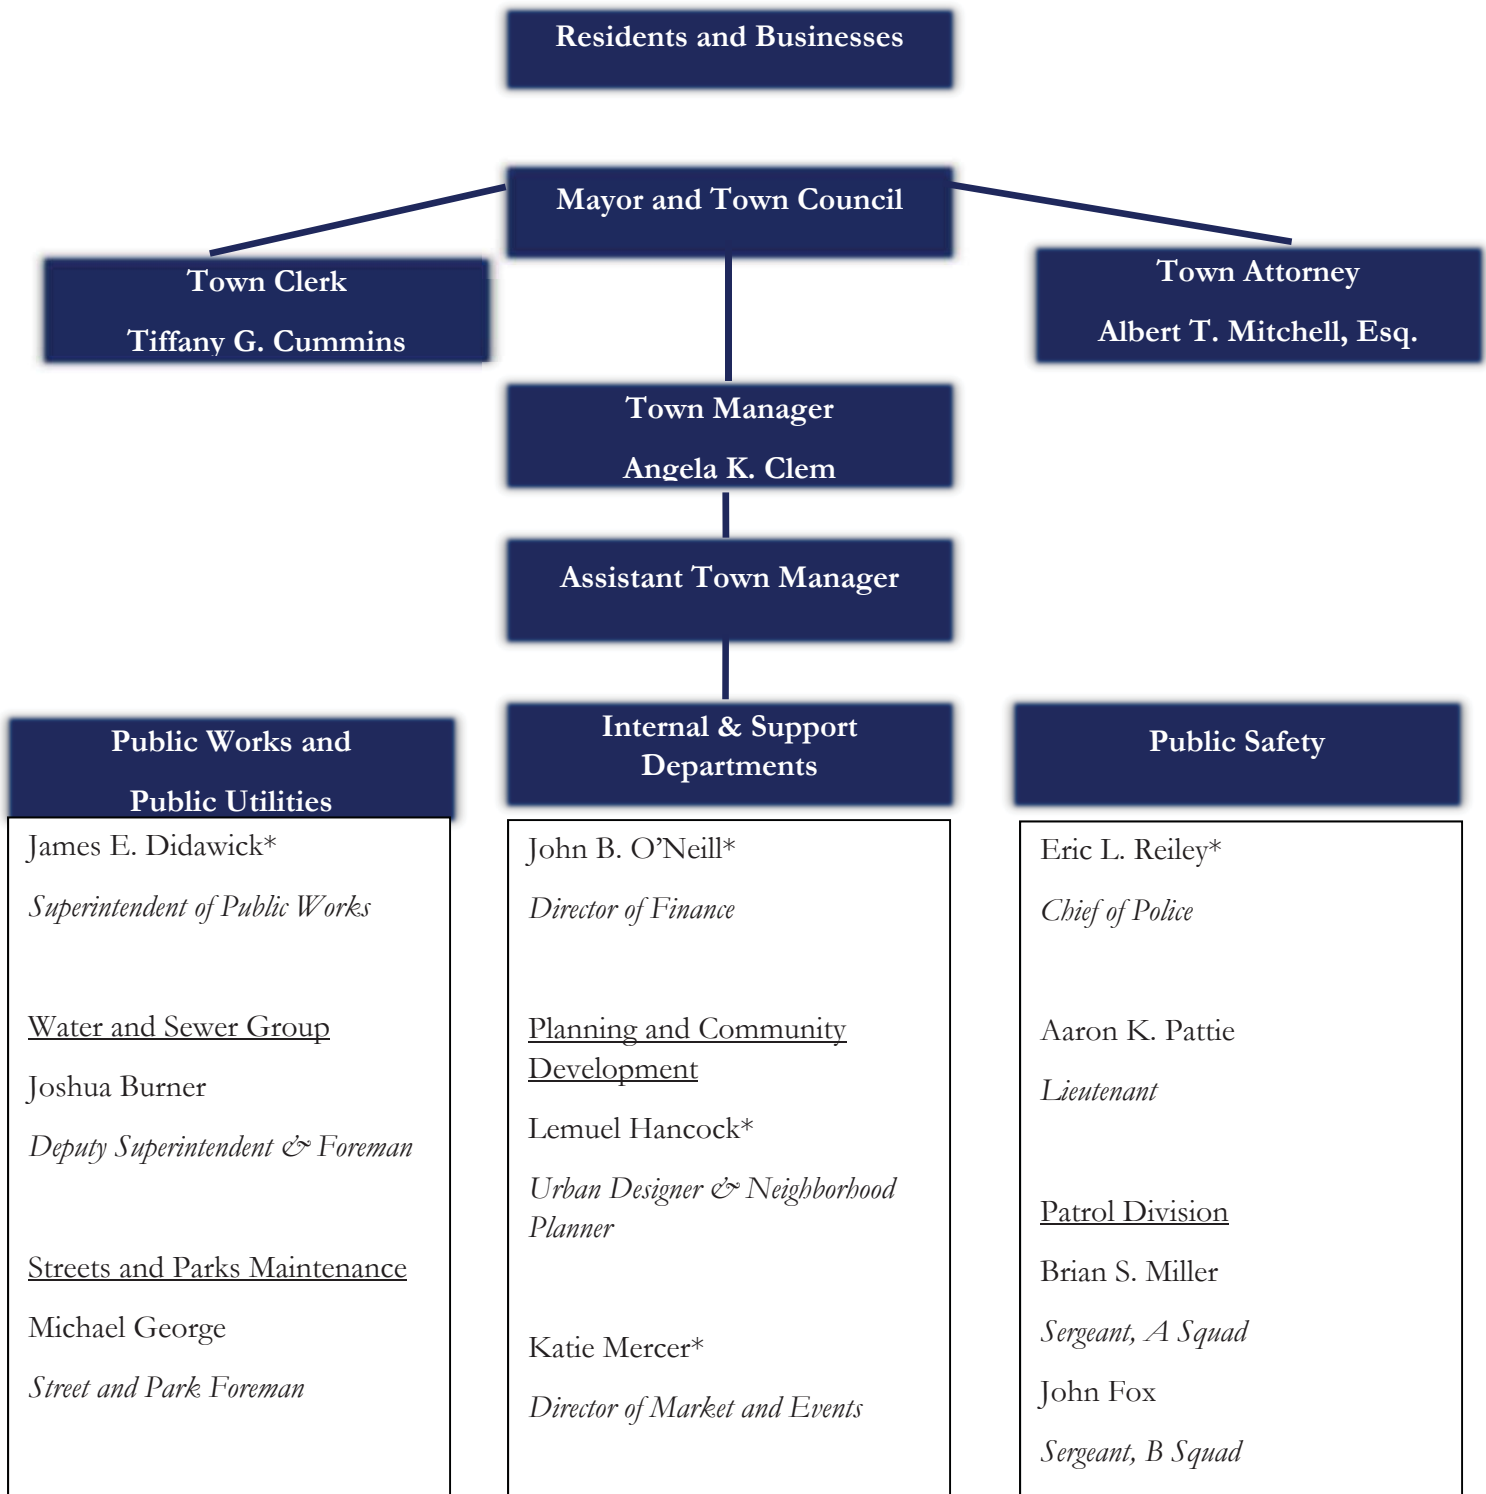 Residents and Businesses
Mayor and Town Council
Town Clerk
Tiffany G. Cummins
Town Attorney
Albert T. Mitchell, Esq.
Town Manager
Angela K. Clem
Assistant Town Manager
Public Works and
Public Utilities
James E. Didawick*
Superintendent of Public Works
Water and Sewer Group
Joshua Burner
Deputy Superintendent & Foreman
Streets and Parks Maintenance
Michael George
Street and Park Foreman
Internal & Support
Departments
John B. O’Neill*
Director of Finance
Planning and Community
Development
Lemuel Hancock*
Urban Designer & Neighborhood
Planner
Katie Mercer*
Director of Market and Events
Public Safety
Eric L. Reiley*
Chief of Police
Aaron K. Pattie
Lieutenant
Patrol Division
Brian S. Miller
Sergeant, A Squad
John Fox
Sergeant, B Squad